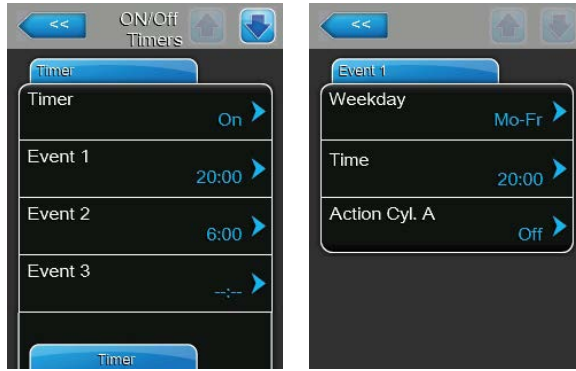 <<
ON/Off
Timers
Timer
Timer
On
Event 1
20:00
Event 2
6:00
Event 3
--:--
Timer
<<
Event 1
Weekday
Mo-Fr
Time
20:00
Action Cyl. A
Off